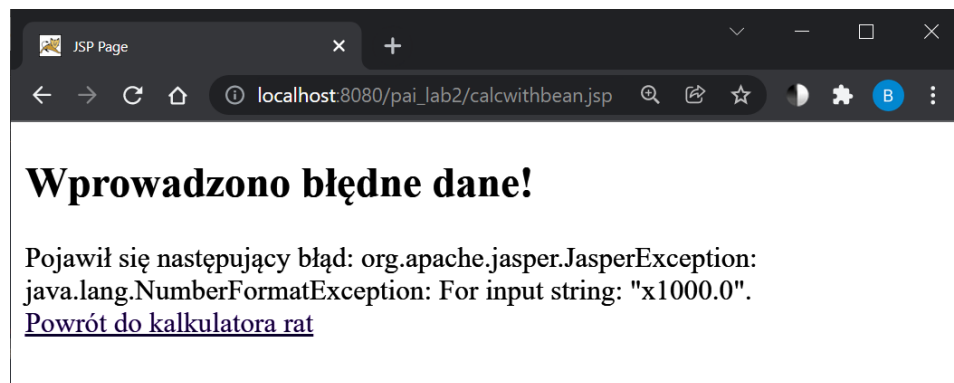 JSP Page
localhost:8080/pai_lab2/calcwithbean.jsp
B
Wprowadzono błędne dane!
Pojawił się następujący błąd: org.apache.jasper.JasperException:
java.lang.NumberFormatException: For input string: "x1000.0".
Powrót do kalkulatora rat